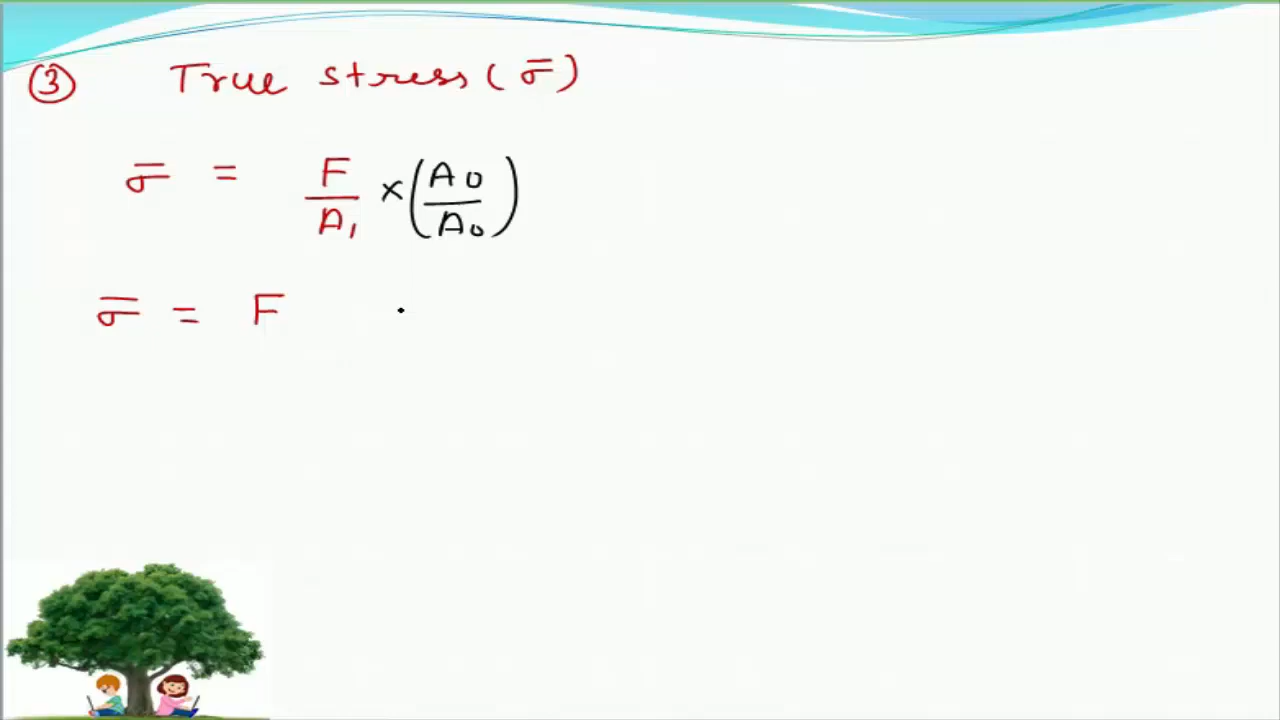 ③ True stress (σ̄)
σ̄ = F/A₁ × (A₀/A₀)
σ̄ = F